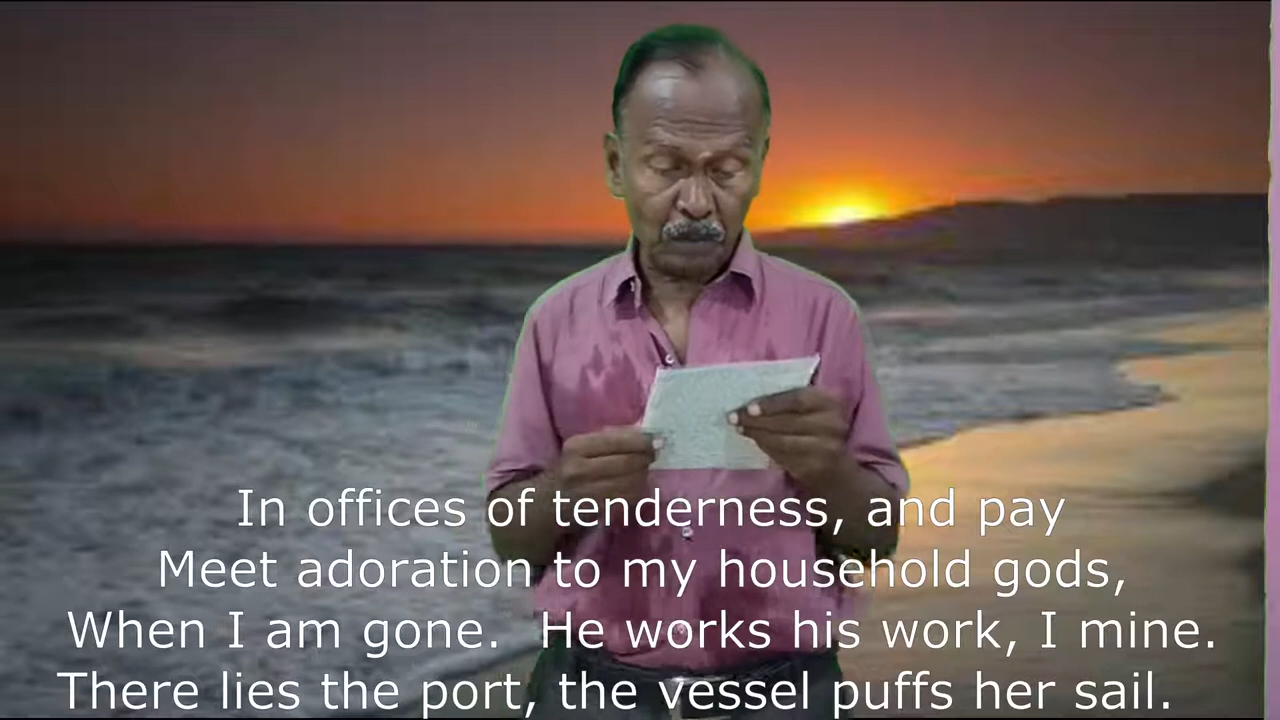 In offices of tenderness, and pay
Meet adoration to my household gods,
When I am gone.  He works his work, I mine.
There lies the port, the vessel puffs her sail.